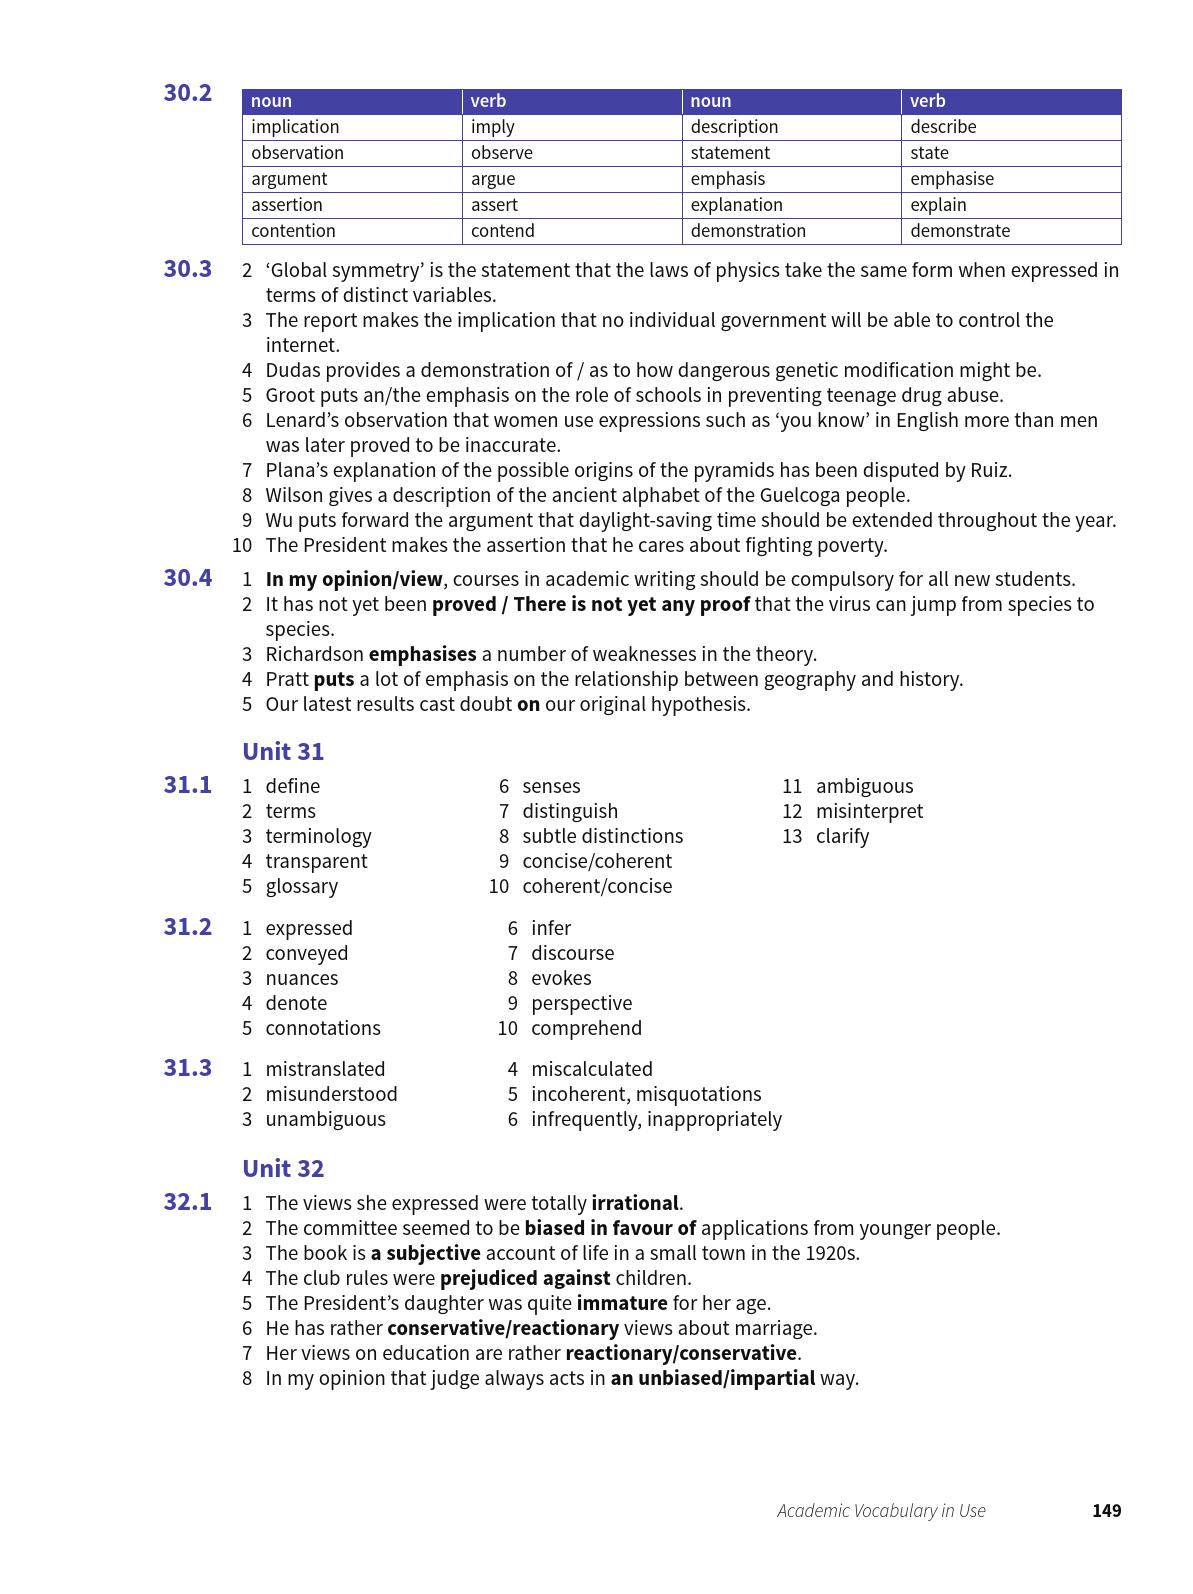 30.2
noun verb noun verb
implication imply description describe
observation observe statement state
argument argue emphasis emphasise
assertion assert explanation explain
contention contend demonstration demonstrate
30.3 2 ‘Global symmetry’ is the statement that the laws of physics take the same form when expressed in
terms of distinct variables.
3 The report makes the implication that no individual government will be able to control the
internet.
4 Dudas provides a demonstration of / as to how dangerous genetic modification might be.
5 Groot puts an/the emphasis on the role of schools in preventing teenage drug abuse.
6 Lenard’s observation that women use expressions such as ‘you know’ in English more than men
was later proved to be inaccurate.
7 Plana’s explanation of the possible origins of the pyramids has been disputed by Ruiz.
8 Wilson gives a description of the ancient alphabet of the Guelcoga people.
9 Wu puts forward the argument that daylight-saving time should be extended throughout the year.
10 The President makes the assertion that he cares about fighting poverty.
30.4 1 In my opinion/view, courses in academic writing should be compulsory for all new students.
2 It has not yet been proved / There is not yet any proof that the virus can jump from species to
species.
3 Richardson emphasises a number of weaknesses in the theory.
4 Pratt puts a lot of emphasis on the relationship between geography and history.
5 Our latest results cast doubt on our original hypothesis.
Unit 31
31.1 1 define 6 senses 11 ambiguous
2 terms 7 distinguish 12 misinterpret
3 terminology 8 subtle distinctions 13 clarify
4 transparent 9 concise/coherent
5 glossary 10 coherent/concise
31.2 1 expressed 6 infer
2 conveyed 7 discourse
3 nuances 8 evokes
4 denote 9 perspective
5 connotations 10 comprehend
31.3 1 mistranslated 4 miscalculated
2 misunderstood 5 incoherent, misquotations
3 unambiguous 6 infrequently, inappropriately
Unit 32
32.1 1 The views she expressed were totally irrational.
2 The committee seemed to be biased in favour of applications from younger people.
3 The book is a subjective account of life in a small town in the 1920s.
4 The club rules were prejudiced against children.
5 The President’s daughter was quite immature for her age.
6 He has rather conservative/reactionary views about marriage.
7 Her views on education are rather reactionary/conservative.
8 In my opinion that judge always acts in an unbiased/impartial way.
Academic Vocabulary in Use 149